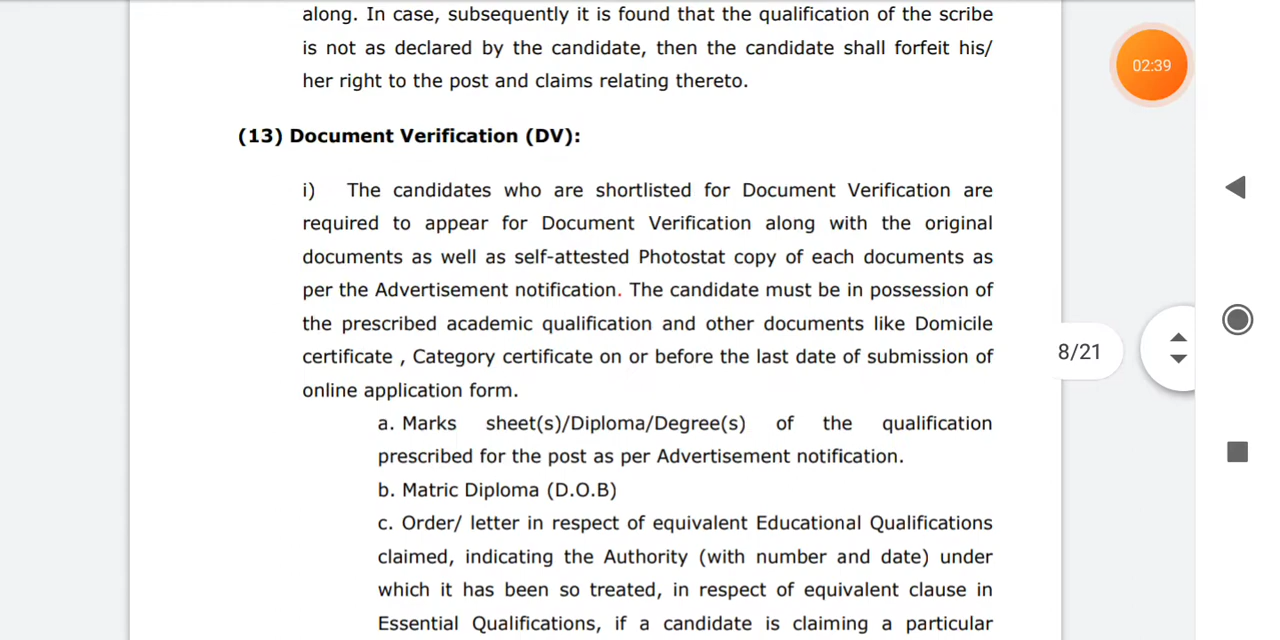 along. In case, subsequently it is found that the qualification of the scribe
is not as declared by the candidate, then the candidate shall forfeit his/
her right to the post and claims relating thereto.
02:39
(13) Document Verification (DV):
i) The candidates who are shortlisted for Document Verification are
required to appear for Document Verification along with the original
documents as well as self-attested Photostat copy of each documents as
per the Advertisement notification. The candidate must be in possession of
the prescribed academic qualification and other documents like Domicile
certificate , Category certificate on or before the last date of submission of
8/21
online application form.
a. Marks sheet(s)/Diploma/Degree(s) of the qualification
prescribed for the post as per Advertisement notification.
b. Matric Diploma (D.O.B)
c. Order/ letter in respect of equivalent Educational Qualifications
claimed, indicating the Authority (with number and date) under
which it has been so treated, in respect of equivalent clause in
Essential Qualifications, if a candidate is claiming a particular